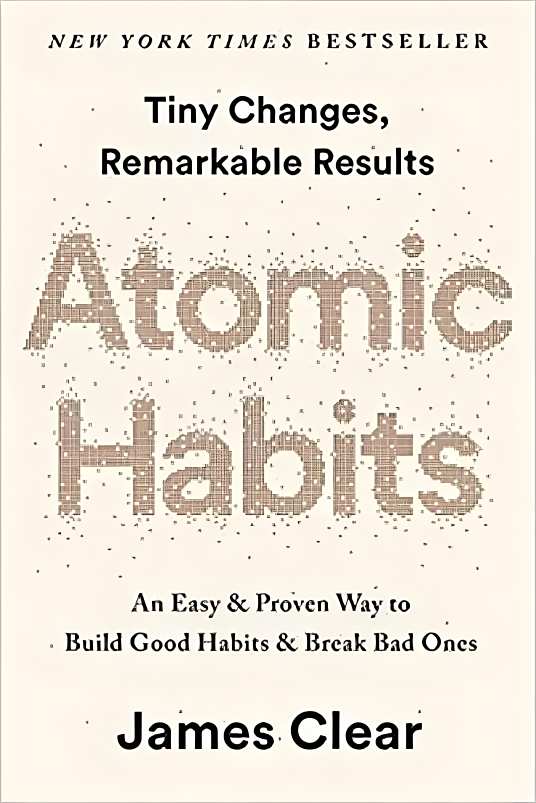 NEW YORK TIMES BESTSELLER
Tiny Changes,
Remarkable Results
Atomic
Habits
An Easy & Proven Way to
Build Good Habits & Break Bad Ones
James Clear